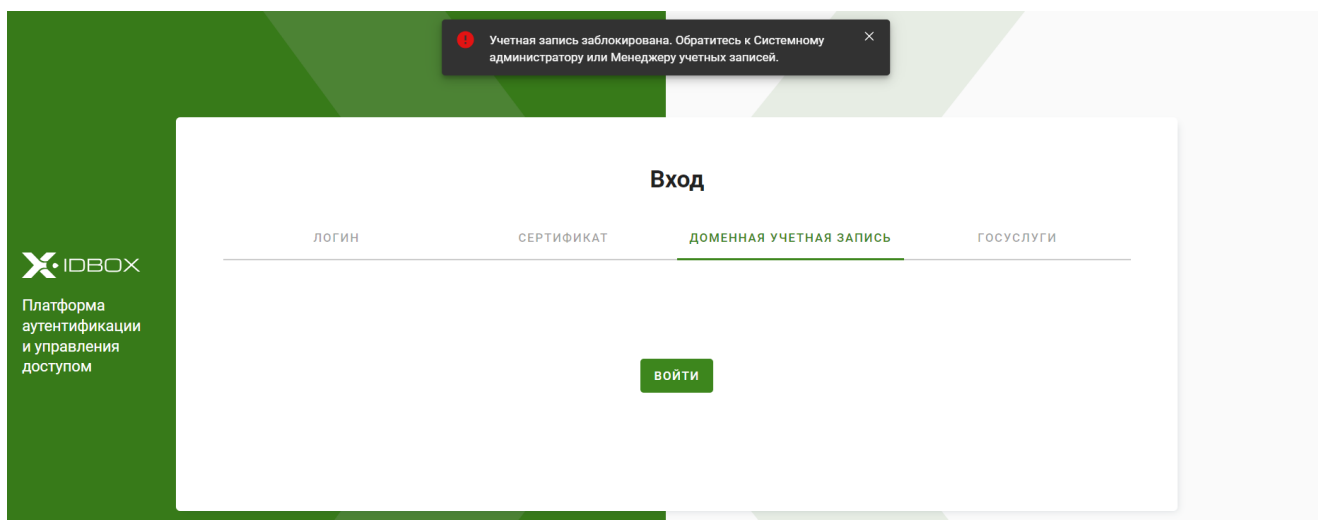 Учетная запись заблокирована. Обратитесь к Системному
администратору или Менеджеру учетных записей.
Вход
ЛОГИН
СЕРТИФИКАТ
ДОМЕННАЯ УЧЕТНАЯ ЗАПИСЬ
ГОСУСЛУГИ
IDBOX
Платформа
аутентификации
и управления
доступом
ВОЙТИ